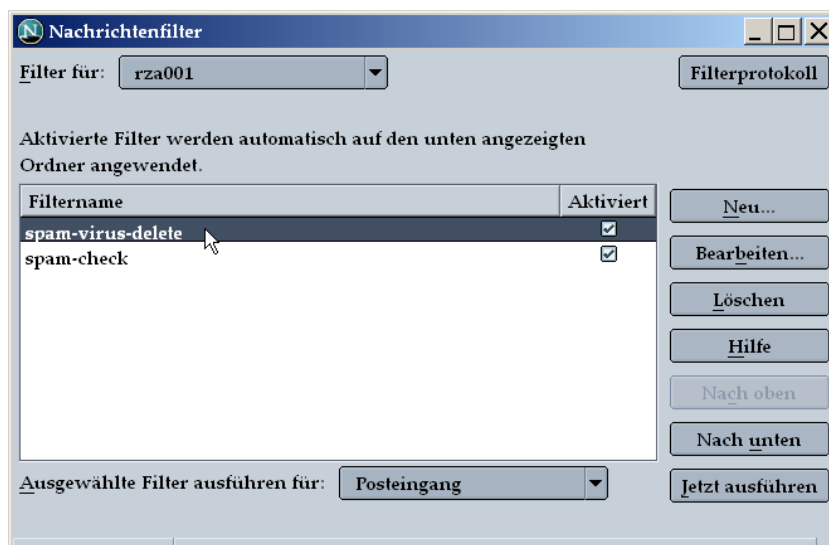 Nachrichtenfilter
Filter für: rza001 Filterprotokoll
Aktivierte Filter werden automatisch auf den unten angezeigten
Ordner angewendet.
Filtername Aktiviert
spam-virus-delete
spam-check
Neu...
Bearbeiten...
Löschen
Hilfe
Nach oben
Nach unten
Ausgewählte Filter ausführen für: Posteingang Jetzt ausführen